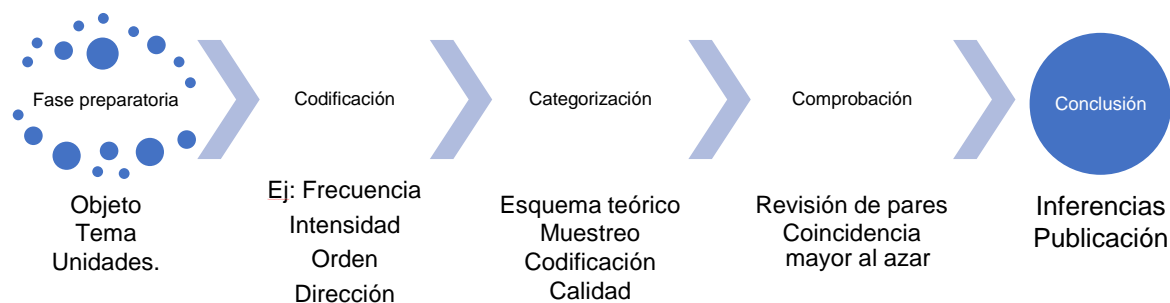 Fase preparatoria
Objeto
Tema
Unidades.
Codificación
Ej: Frecuencia
Intensidad
Orden
Dirección
Categorización
Esquema teórico
Muestreo
Codificación
Calidad
Comprobación
Revisión de pares
Coincidencia
mayor al azar
Conclusión
Inferencias
Publicación